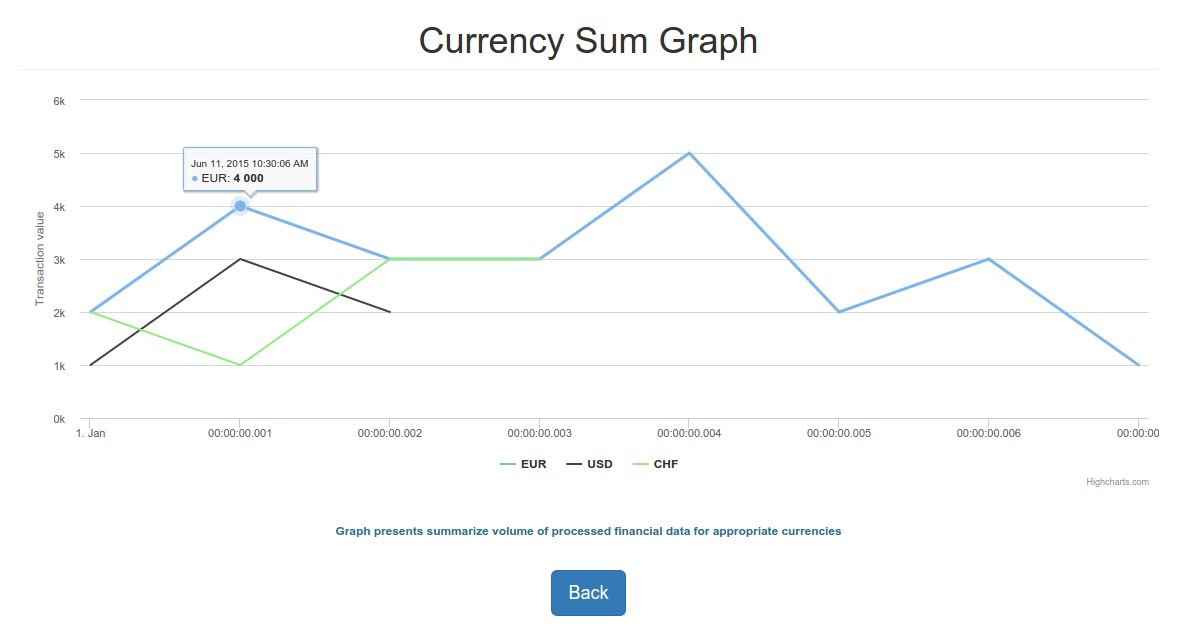 Currency Sum Graph
6k
5k
4k
3k
2k
1k
0k
Transaction value
Jun 11, 2015 10:30:06 AM
● EUR: 4 000
1. Jan 00:00:00.001 00:00:00.002 00:00:00.003 00:00:00.004 00:00:00.005 00:00:00.006 00:00:00
EUR USD CHF
Highcharts.com
Graph presents summarize volume of processed financial data for appropriate currencies
Back